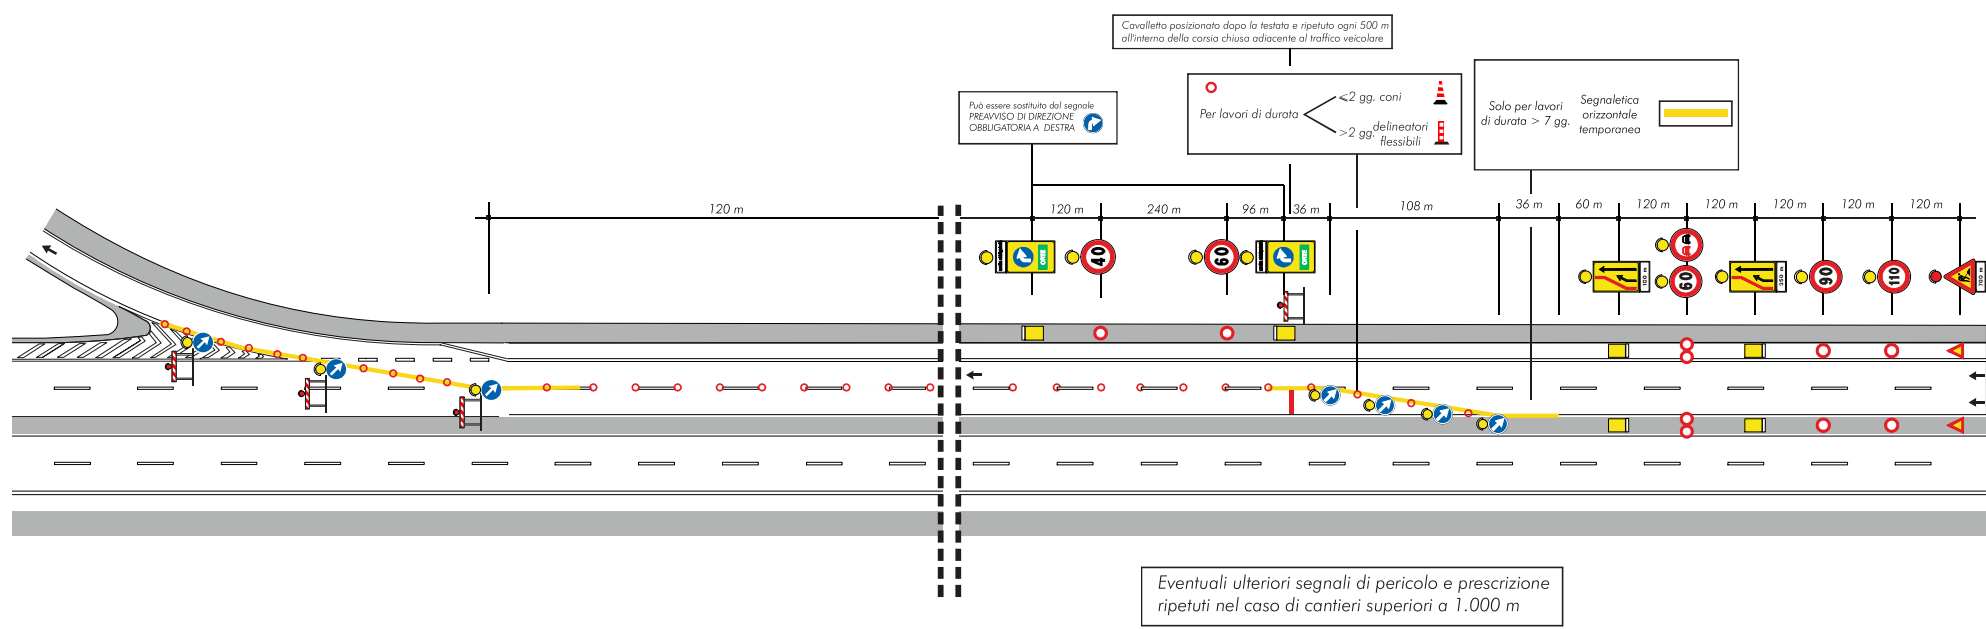 Cavalletto posizionato dopo la testata e ripetuto ogni 500 m
all'interno della corsia chiusa adiacente al traffico veicolare
Può essere sostituito dal segnale
PREAVVISO DI DIREZIONE
OBBLIGATORIA A DESTRA
Per lavori di durata
<2 gg. coni
>2 gg. delineatori
flessibili
Solo per lavori
di durata > 7 gg.
Segnaletica
orizzontale
temporanea
120 m
120 m
240 m
96 m
36 m
108 m
36 m
60 m
120 m
120 m
120 m
120 m
120 m
40
60
60
90
110
100 m
350 m
700 m
Eventuali ulteriori segnali di pericolo e prescrizione
ripetuti nel caso di cantieri superiori a 1.000 m